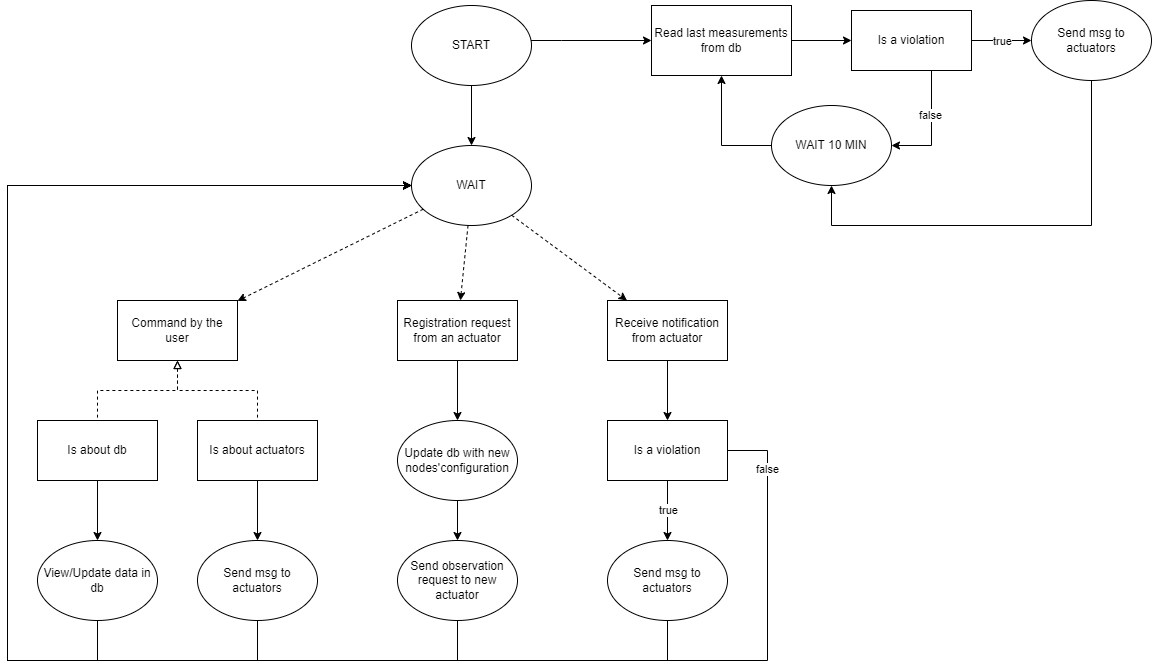 START
Read last measurements
from db
Is a violation
true
Send msg to
actuators
false
WAIT 10 MIN
WAIT
Command by the
user
Registration request
from an actuator
Receive notification
from actuator
Is about db
Is about actuators
Update db with new
nodes'configuration
Is a violation
false
true
View/Update data in
db
Send msg to
actuators
Send observation
request to new
actuator
Send msg to
actuators